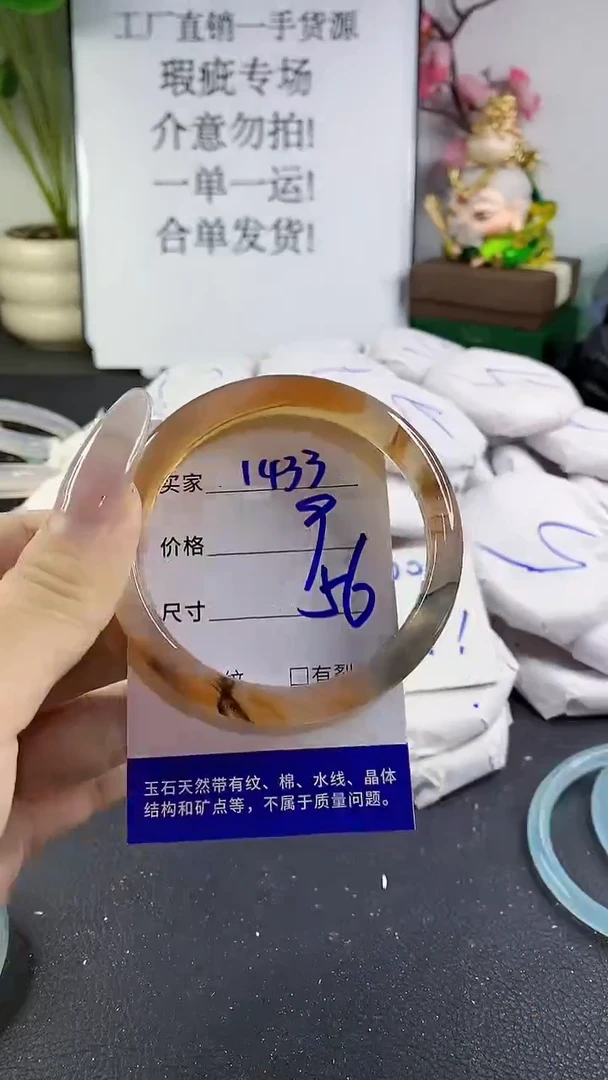 工厂直销一手货源
瑕疵专场
介意勿拍!
一单一运!
合单发货!
买家 1433
价格 9
尺寸 56
纹 □有裂
玉石天然带有纹、棉、水线、晶体
结构和矿点等，不属于质量问题。